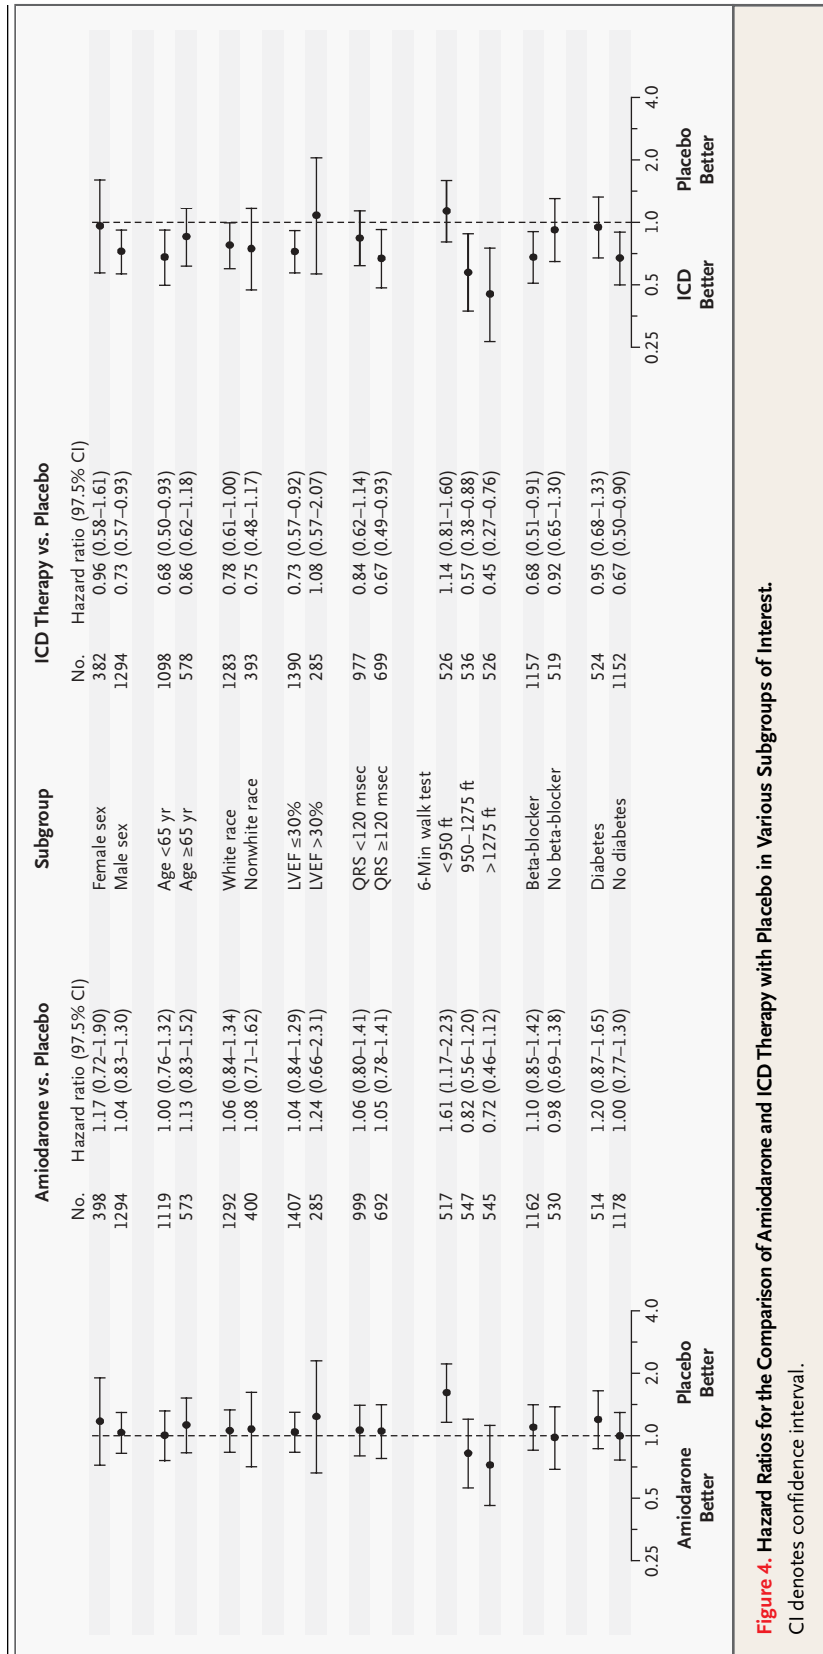 Amiodarone vs. Placebo Subgroup ICD Therapy vs. Placebo
No. Hazard ratio (97.5% CI) No. Hazard ratio (97.5% CI)
398 1.17 (0.72–1.90) Female sex 382 0.96 (0.58–1.61)
1294 1.04 (0.83–1.30) Male sex 1294 0.73 (0.57–0.93)
1119 1.00 (0.76–1.32) Age <65 yr 1098 0.68 (0.50–0.93)
573 1.13 (0.83–1.52) Age ≥65 yr 578 0.86 (0.62–1.18)
1292 1.06 (0.84–1.34) White race 1283 0.78 (0.61–1.00)
400 1.08 (0.71–1.62) Nonwhite race 393 0.75 (0.48–1.17)
1407 1.04 (0.84–1.29) LVEF ≤30% 1390 0.73 (0.57–0.92)
285 1.24 (0.66–2.31) LVEF >30% 285 1.08 (0.57–2.07)
999 1.06 (0.80–1.41) QRS <120 msec 977 0.84 (0.62–1.14)
692 1.05 (0.78–1.41) QRS ≥120 msec 699 0.67 (0.49–0.93)
6-Min walk test
517 1.61 (1.17–2.23) <950 ft 526 1.14 (0.81–1.60)
547 0.82 (0.56–1.20) 950–1275 ft 536 0.57 (0.38–0.88)
545 0.72 (0.46–1.12) >1275 ft 526 0.45 (0.27–0.76)
1162 1.10 (0.85–1.42) Beta-blocker 1157 0.68 (0.51–0.91)
530 0.98 (0.69–1.38) No beta-blocker 519 0.92 (0.65–1.30)
514 1.20 (0.87–1.65) Diabetes 524 0.95 (0.68–1.33)
1178 1.00 (0.77–1.30) No diabetes 1152 0.67 (0.50–0.90)
0.25 0.5 1.0 2.0 4.0 0.25 0.5 1.0 2.0 4.0
Amiodarone Placebo ICD Placebo
Better Better Better Better
Figure 4. Hazard Ratios for the Comparison of Amiodarone and ICD Therapy with Placebo in Various Subgroups of Interest.
CI denotes confidence interval.